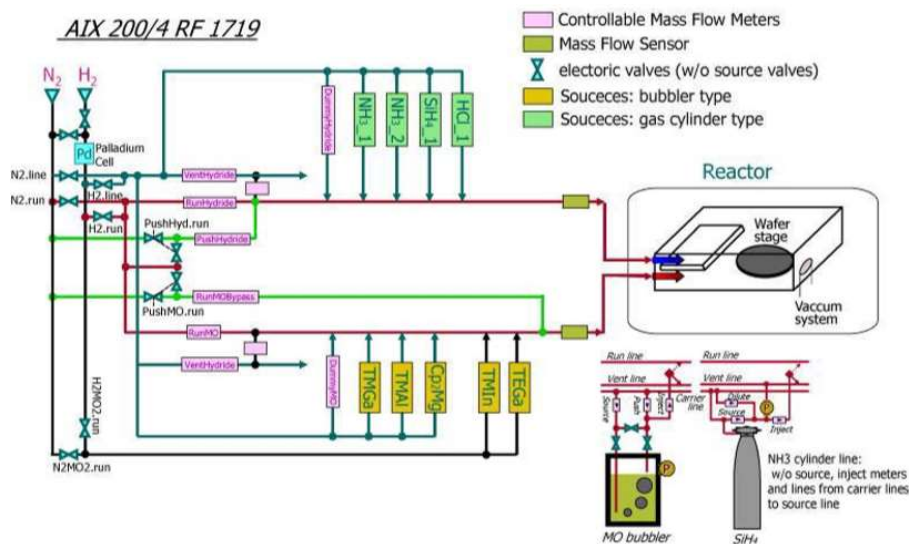 AIX 200/4 RF 1719
Controllable Mass Flow Meters
Mass Flow Sensor
electoric valves (w/o source valves)
Souceces: bubbler type
Souceces: gas cylinder type
N2
H2
Pd
Palladium
Cell
N2.line
H2.line
N2.run
H2.run
VentHydride
RunHydride
PushHyd.run
PushHydride
DummyHydride
NH3_1
NH3_2
SiH4_1
HCl_1
PushMO.run
RunMOBypass
RunMO
VentHydride
DummyMO
TMGa
TMAl
Cp2Mg
TMIn
TEGa
H2MO2.run
N2MO2.run
Reactor
Wafer
stage
Vaccum
system
Run line
Vent line
Source
Push
Inject
Carrier
line
P
MO bubbler
Run line
Vent line
Dilute
Source
P
Inject
SiH4
NH3 cylinder line:
w/o source, inject meters
and lines from carrier lines
to source line